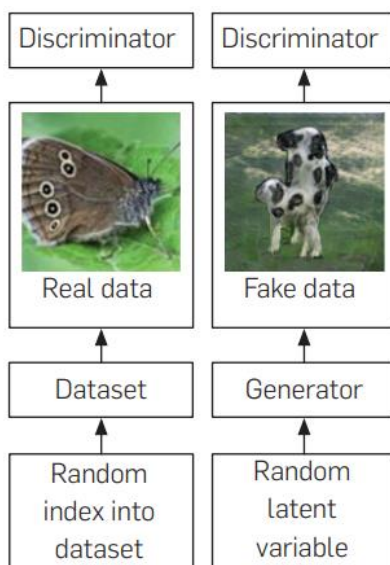 Discriminator
Discriminator
Real data
Fake data
Dataset
Generator
Random
index into
dataset
Random
latent
variable